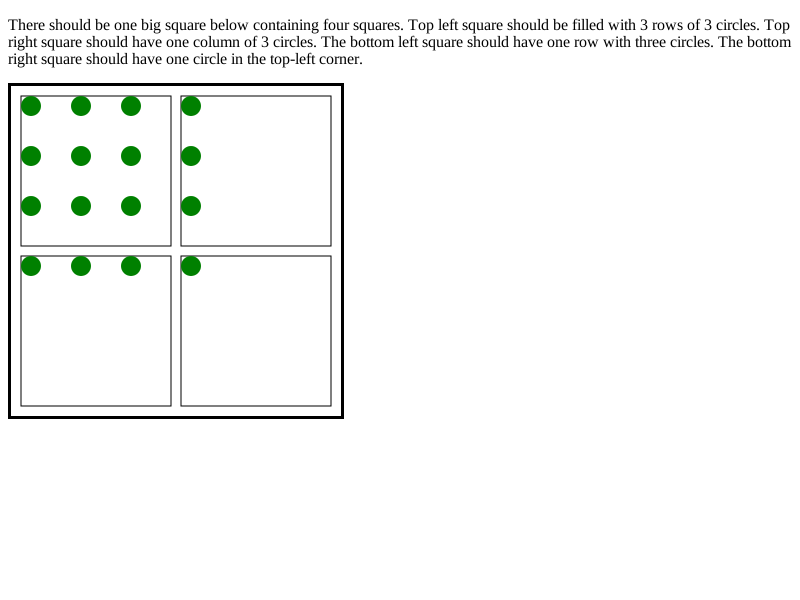 There should be one big square below containing four squares. Top left square should be filled with 3 rows of 3 circles. Top
right square should have one column of 3 circles. The bottom left square should have one row with three circles. The bottom
right square should have one circle in the top-left corner.